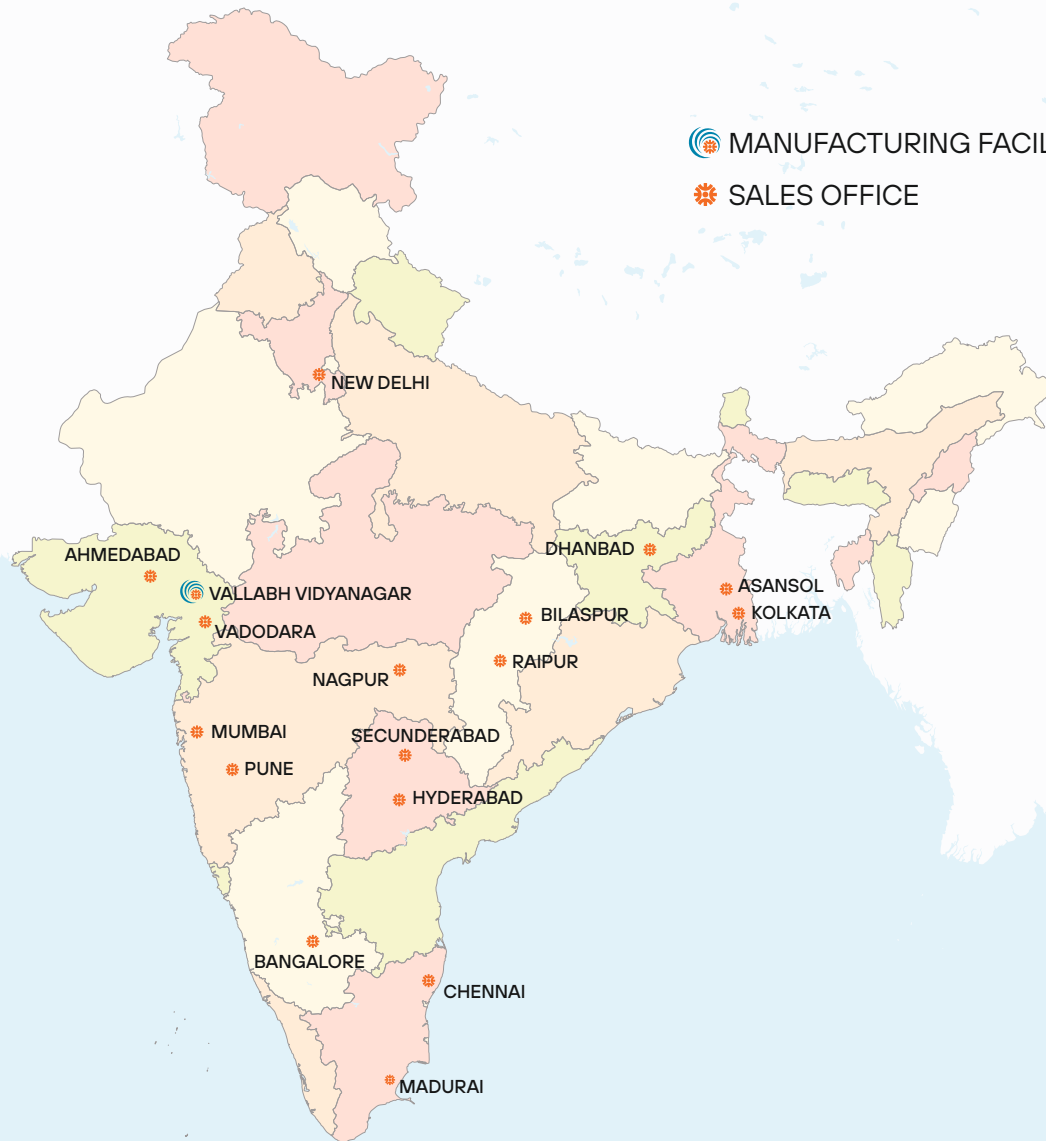 MANUFACTURING FACIL
SALES OFFICE
NEW DELHI
AHMEDABAD
DHANBAD
VALLABH VIDYANAGAR
ASANSOL
KOLKATA
BILASPUR
VADODARA
RAIPUR
NAGPUR
MUMBAI
SECUNDERABAD
PUNE
HYDERABAD
BANGALORE
CHENNAI
MADURAI